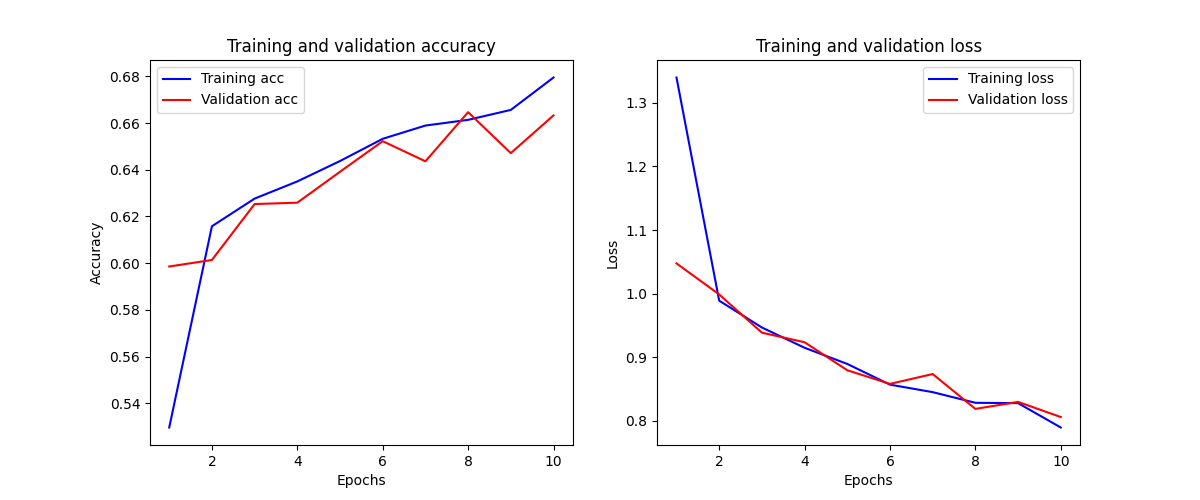 Training and validation accuracy
Training acc
Validation acc
Accuracy
0.68
0.66
0.64
0.62
0.60
0.58
0.56
0.54
2
4
6
8
10
Epochs
Training and validation loss
Training loss
Validation loss
Loss
1.3
1.2
1.1
1.0
0.9
0.8
2
4
6
8
10
Epochs